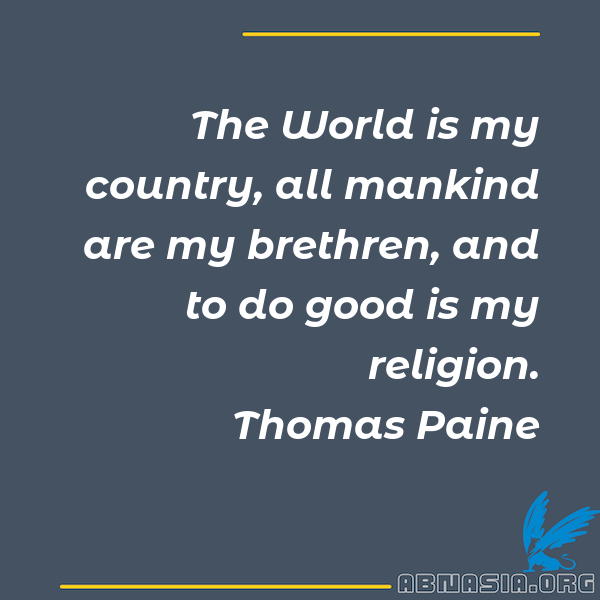 The World is my
country, all mankind
are my brethren, and
to do good is my
religion.
Thomas Paine
ABNASIA.ORG